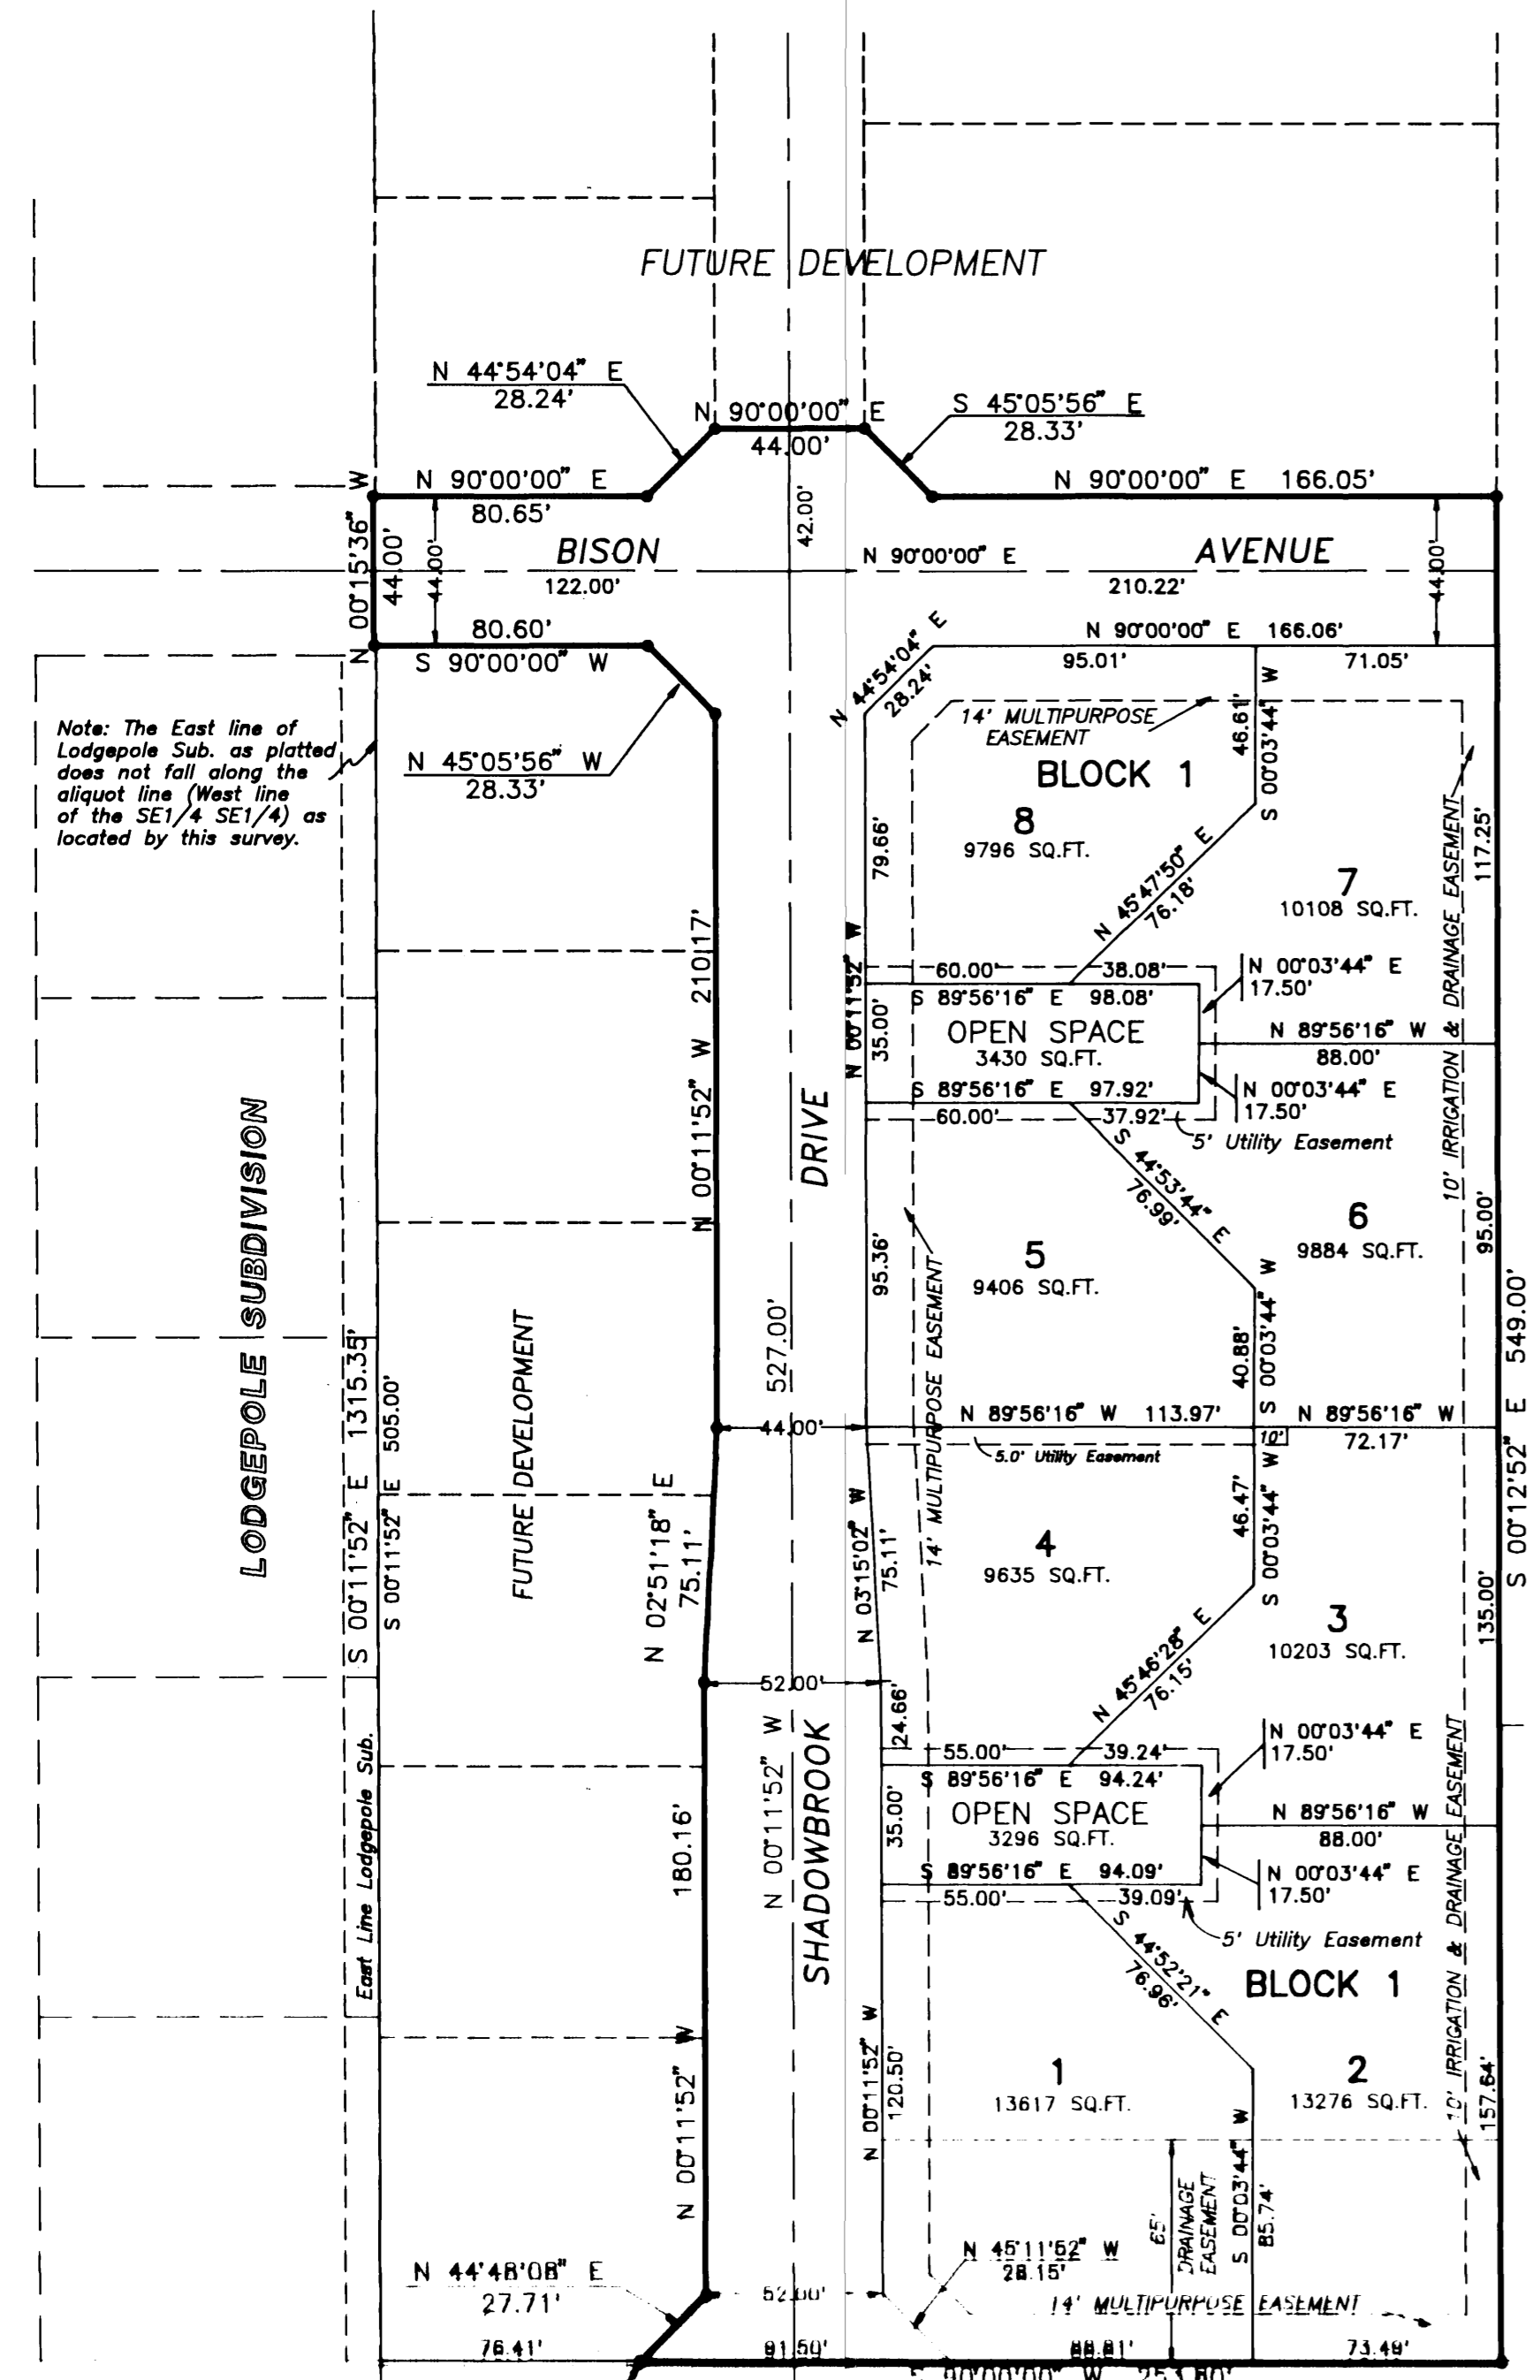 FUTURE DEVELOPMENT
N 44°54'04" E
28.24'
N 90°00'00" E
44.00'
S 45°05'56" E
28.33'
N 90°00'00" E
80.65'
N 90°00'00" E 166.05'
N 00°15'36" W
44.00'
44.00'
42.00'
BISON
AVENUE
122.00'
N 90°00'00" E
210.22'
44.00'
80.60'
S 90°00'00" W
N 90°00'00" E 166.06'
95.01'
71.05'
N 44°54'04" E
28.24'
Note: The East line of
Lodgepole Sub. as platted
does not fall along the
aliquot line (West line
of the SE1/4 SE1/4) as
located by this survey.
N 45°05'56" W
28.33'
14' MULTIPURPOSE
EASEMENT
46.61'
S 00°03'44" W
BLOCK 1
8
9796 SQ.FT.
79.66'
N 45°47'50" E
76.18'
7
10108 SQ.FT.
117.25'
10' IRRIGATION & DRAINAGE EASEMENT
N 00°11'52" W 210.17'
N 00°11'52" W
35.00'
60.00'
38.08'
S 89°56'16" E 98.08'
OPEN SPACE
3430 SQ.FT.
S 89°56'16" E 97.92'
60.00'
37.92'
N 00°03'44" E
17.50'
N 89°56'16" W
88.00'
N 00°03'44" E
17.50'
5' Utility Easement
DRIVE
LODGEPOLE SUBDIVISION
S 44°53'44" E
76.99'
6
9884 SQ.FT.
95.00'
5
9406 SQ.FT.
95.36'
14' MULTIPURPOSE EASEMENT
40.88'
S 00°03'44" W
527.00'
S 00°11'52" E 1315.35'
S 00°11'52" E 505.00'
FUTURE DEVELOPMENT
44.00'
N 89°56'16" W 113.97'
N 89°56'16" W
72.17'
10'
5.0' Utility Easement
S 00°12'52" E 549.00'
N 02°51'18" E
75.11'
N 03°15'02" W
75.11'
46.47'
S 00°03'44" W
4
9635 SQ.FT.
3
10203 SQ.FT.
135.00'
N 45°46'28" E
76.15'
52.00'
24.66'
N 00°11'52" W
SHADOWBROOK
East Line Lodgepole Sub.
180.16'
55.00'
39.24'
S 89°56'16" E 94.24'
OPEN SPACE
3296 SQ.FT.
35.00'
S 89°56'16" E 94.09'
55.00'
39.09'
N 00°03'44" E
17.50'
N 89°56'16" W
88.00'
N 00°03'44" E
17.50'
5' Utility Easement
10' IRRIGATION & DRAINAGE EASEMENT
BLOCK 1
S 44°52'21" E
76.96'
1
13617 SQ.FT.
2
13276 SQ.FT.
157.64'
N 00°11'52" W
120.50'
N 00°11'52" W
65'
DRAINAGE
EASEMENT
S 00°03'44" W
85.74'
N 45°11'52" W
28.15'
N 44°48'08" E
27.71'
52.00'
14' MULTIPURPOSE EASEMENT
76.41'
91.50'
88.81'
73.49'
S 90°00'00" W 253.80'